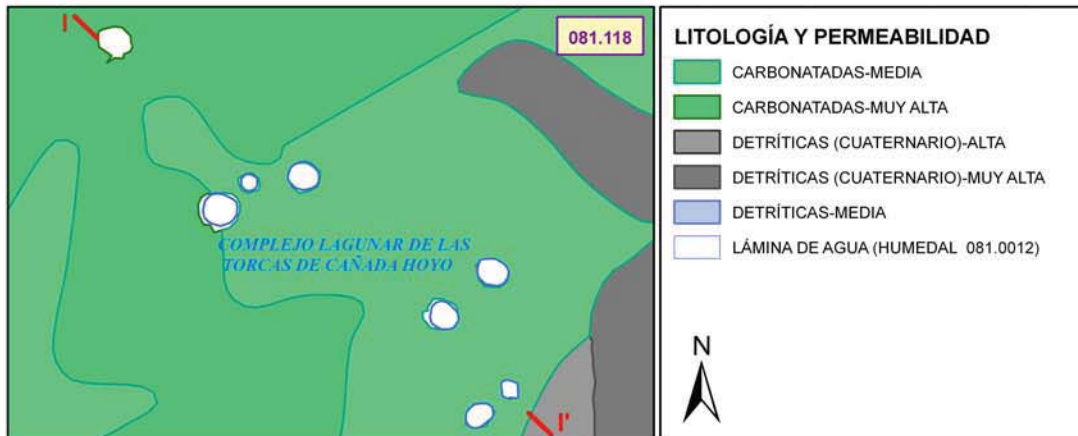 I
081.118
COMPLEJO LAGUNAR DE LAS
TORCAS DE CAÑADA HOYO
I'
LITOLOGÍA Y PERMEABILIDAD
CARBONATADAS-MEDIA
CARBONATADAS-MUY ALTA
DETRÍTICAS (CUATERNARIO)-ALTA
DETRÍTICAS (CUATERNARIO)-MUY ALTA
DETRÍTICAS-MEDIA
LÁMINA DE AGUA (HUMEDAL 081.0012)
N